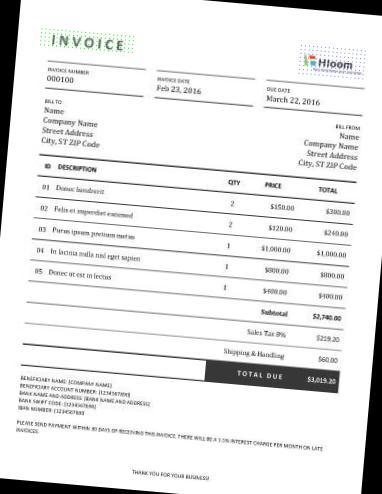 INVOICE
Hloom
INVOICE NUMBER
000100
INVOICE DATE
Feb 23, 2016
DUE DATE
March 22, 2016
BILL TO
Name
Company Name
Street Address
City, ST ZIP Code
BILL FROM
Name
Company Name
Street Address
City, ST ZIP Code
ID DESCRIPTION QTY PRICE TOTAL
01 Donec hendrerit 2 $150.00 $300.00
02 Felis et imperdiet euismod 2 $120.00 $240.00
03 Purus ipsum pretium metus 1 $1,000.00 $1,000.00
04 In lacinia nulla nisl eget sapien 1 $800.00 $800.00
05 Donec ut est in lectus 1 $400.00 $400.00
Subtotal $2,740.00
Sales Tax 8% $219.20
Shipping & Handling $60.00
TOTAL DUE $3,019.20
BENEFICIARY NAME: [COMPANY NAME]
BENEFICIARY ACCOUNT NUMBER: [1234567890]
BANK NAME AND ADDRESS: [BANK NAME AND ADDRESS]
BANK SWIFT CODE: [1234567890]
IBAN NUMBER: [1234567890]
PLEASE SEND PAYMENT WITHIN 30 DAYS OF RECEIVING THIS INVOICE. THERE WILL BE A 1.5% INTEREST CHARGE PER MONTH ON LATE
INVOICES.
THANK YOU FOR YOUR BUSINESS!